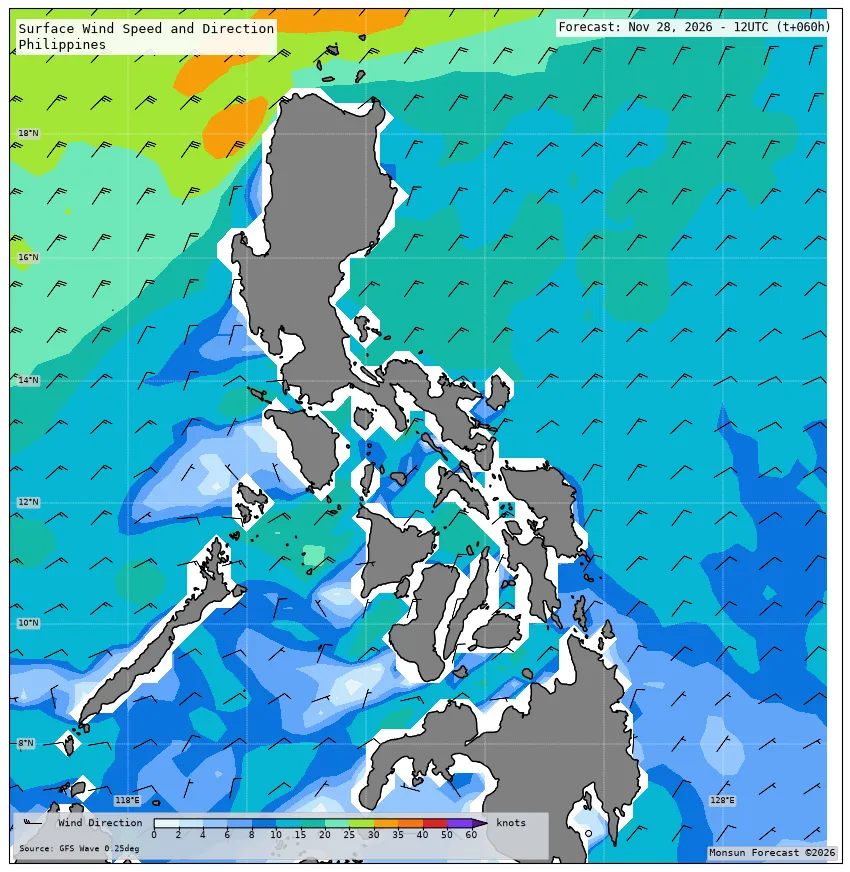 Surface Wind Speed and Direction
Philippines
Forecast: Nov 28, 2026 - 12UTC (t+060h)
18°N
16°N
14°N
12°N
10°N
8°N
118°E
128°E
Wind Direction
knots
0 2 4 6 8 10 15 20 25 30 35 40 50 60
Source: GFS Wave 0.25deg
Monsun Forecast ©2026